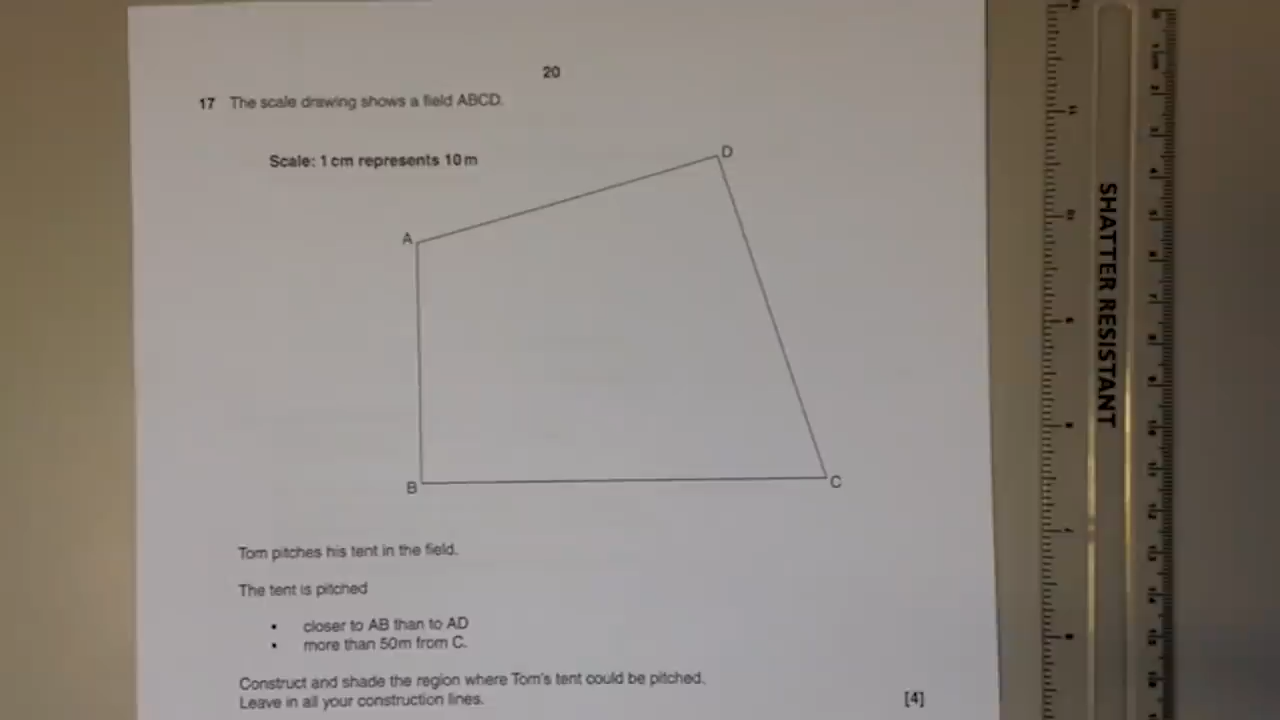 20
17 The scale drawing shows a field ABCD.
Scale: 1 cm represents 10 m
D
A
B
C
Tom pitches his tent in the field.
The tent is pitched
• closer to AB than to AD
• more than 50m from C.
Construct and shade the region where Tom's tent could be pitched.
Leave in all your construction lines.
[4]
SHATTER RESISTANT